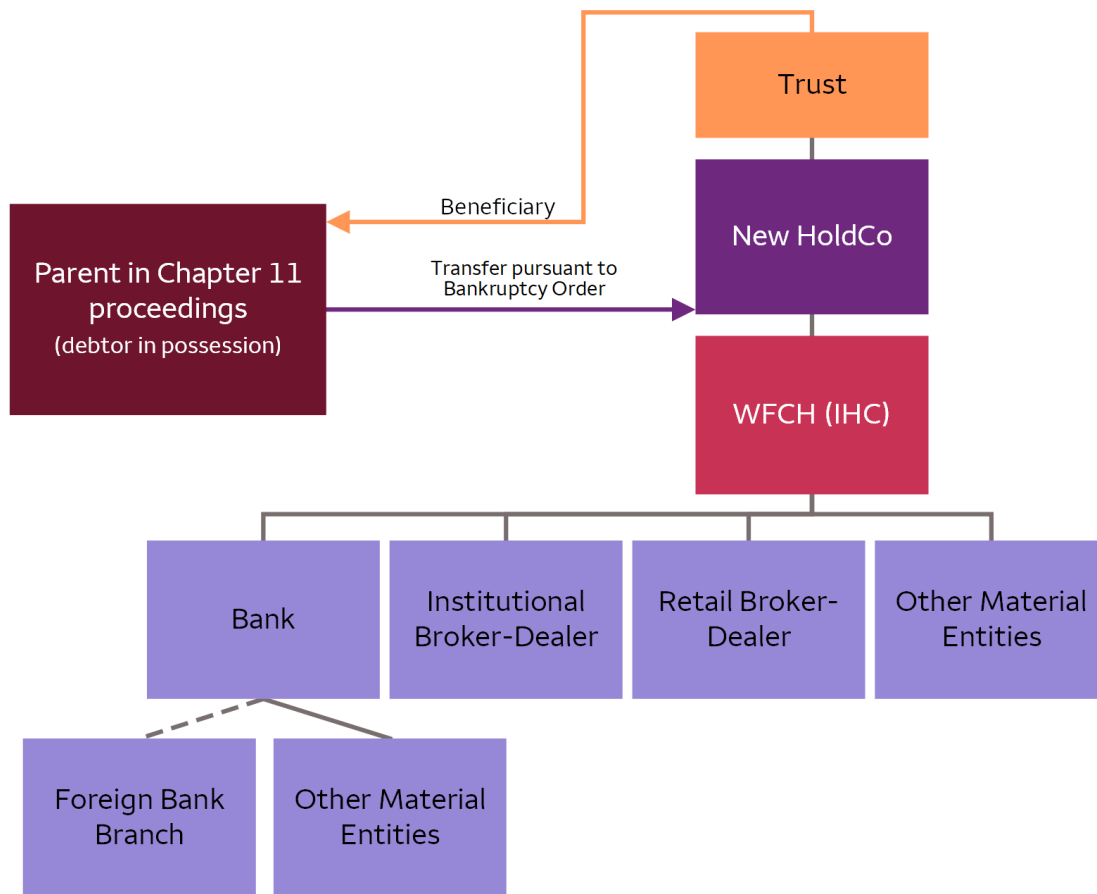 Trust
New HoldCo
Beneficiary
Parent in Chapter 11
proceedings
(debtor in possession)
Transfer pursuant to
Bankruptcy Order
WFCH (IHC)
Bank
Institutional
Broker-Dealer
Retail Broker-
Dealer
Other Material
Entities
Foreign Bank
Branch
Other Material
Entities